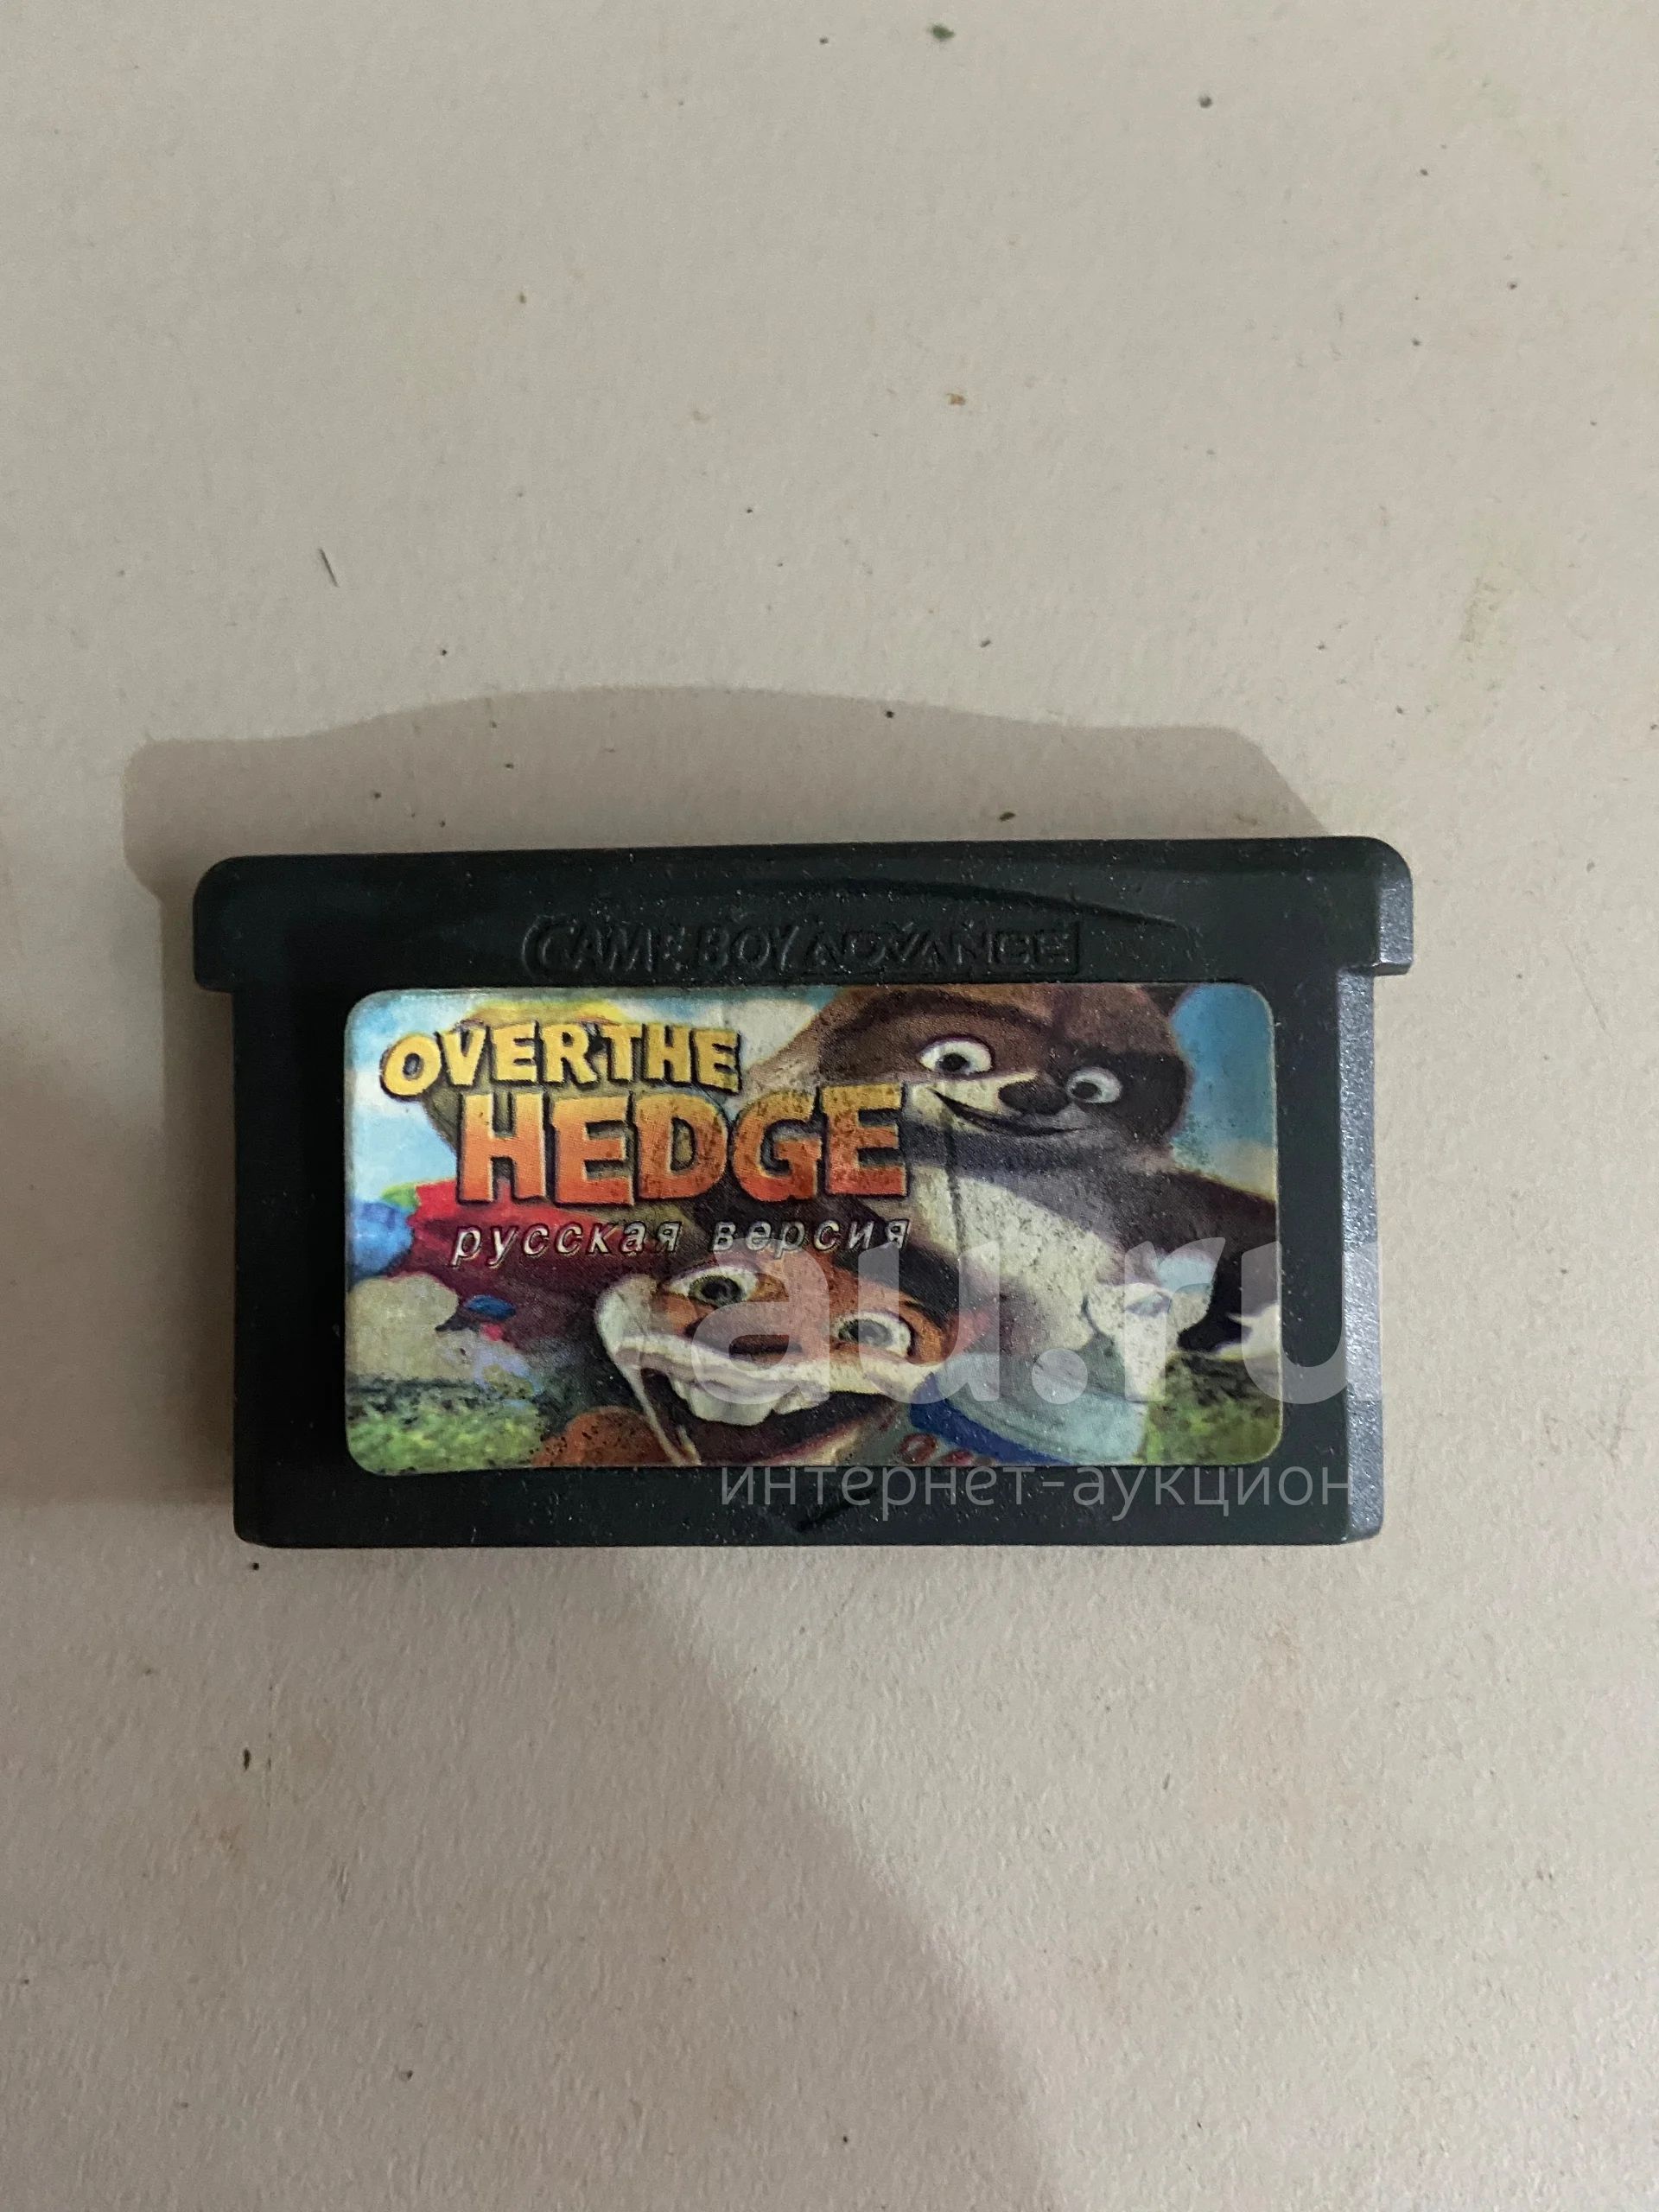 GAME BOY ADVANCE
OVER THE
HEDGE
русская версия
au.ru
интернет-аукцион